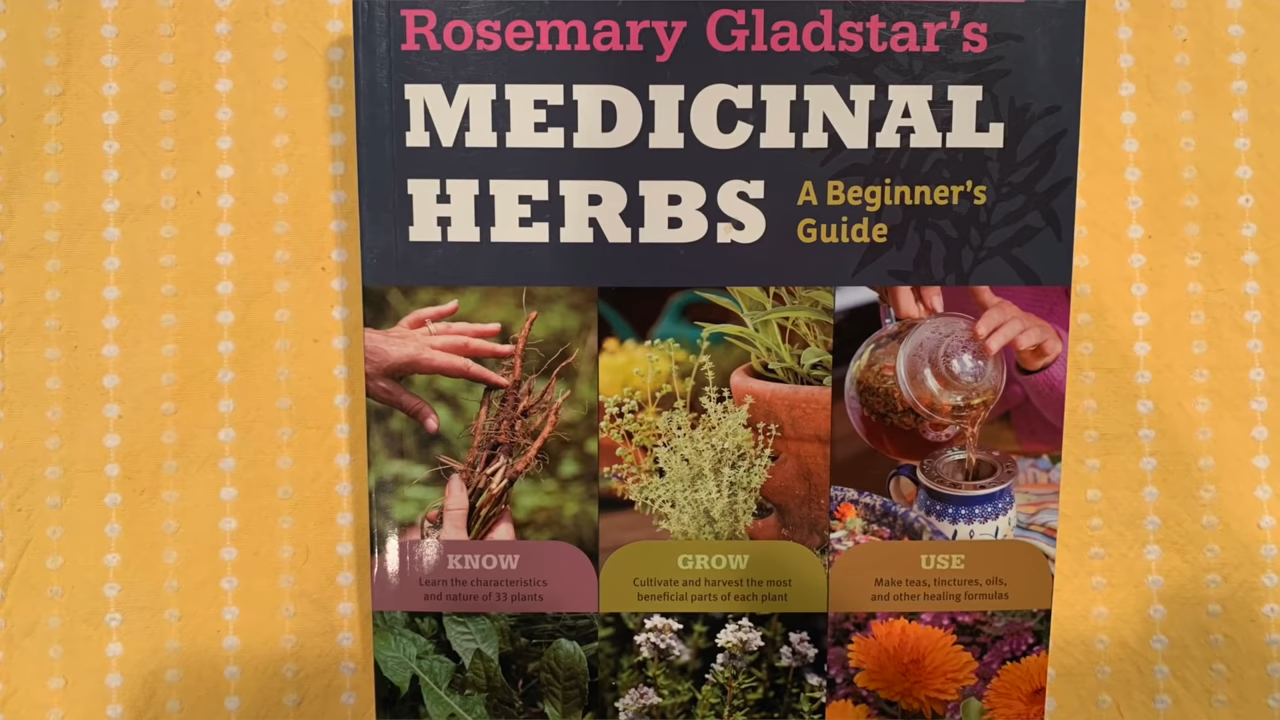 Rosemary Gladstar's
MEDICINAL
HERBS
A Beginner's
Guide
KNOW
Learn the characteristics
and nature of 33 plants
GROW
Cultivate and harvest the most
beneficial parts of each plant
USE
Make teas, tinctures, oils,
and other healing formulas